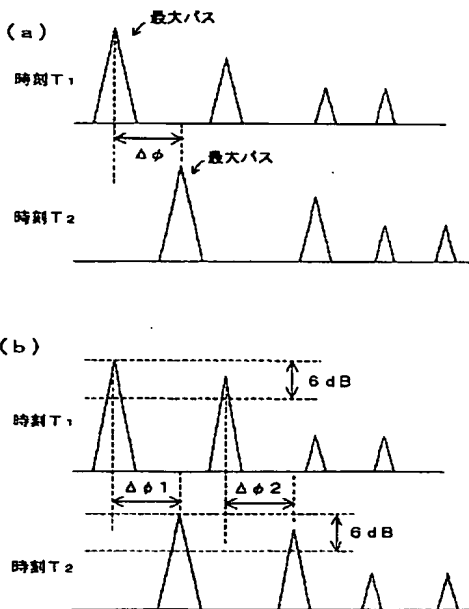 (a)
最大パス
時刻T₁
Δφ
最大パス
時刻T₂
(b)
6dB
時刻T₁
Δφ1
Δφ2
6dB
時刻T₂